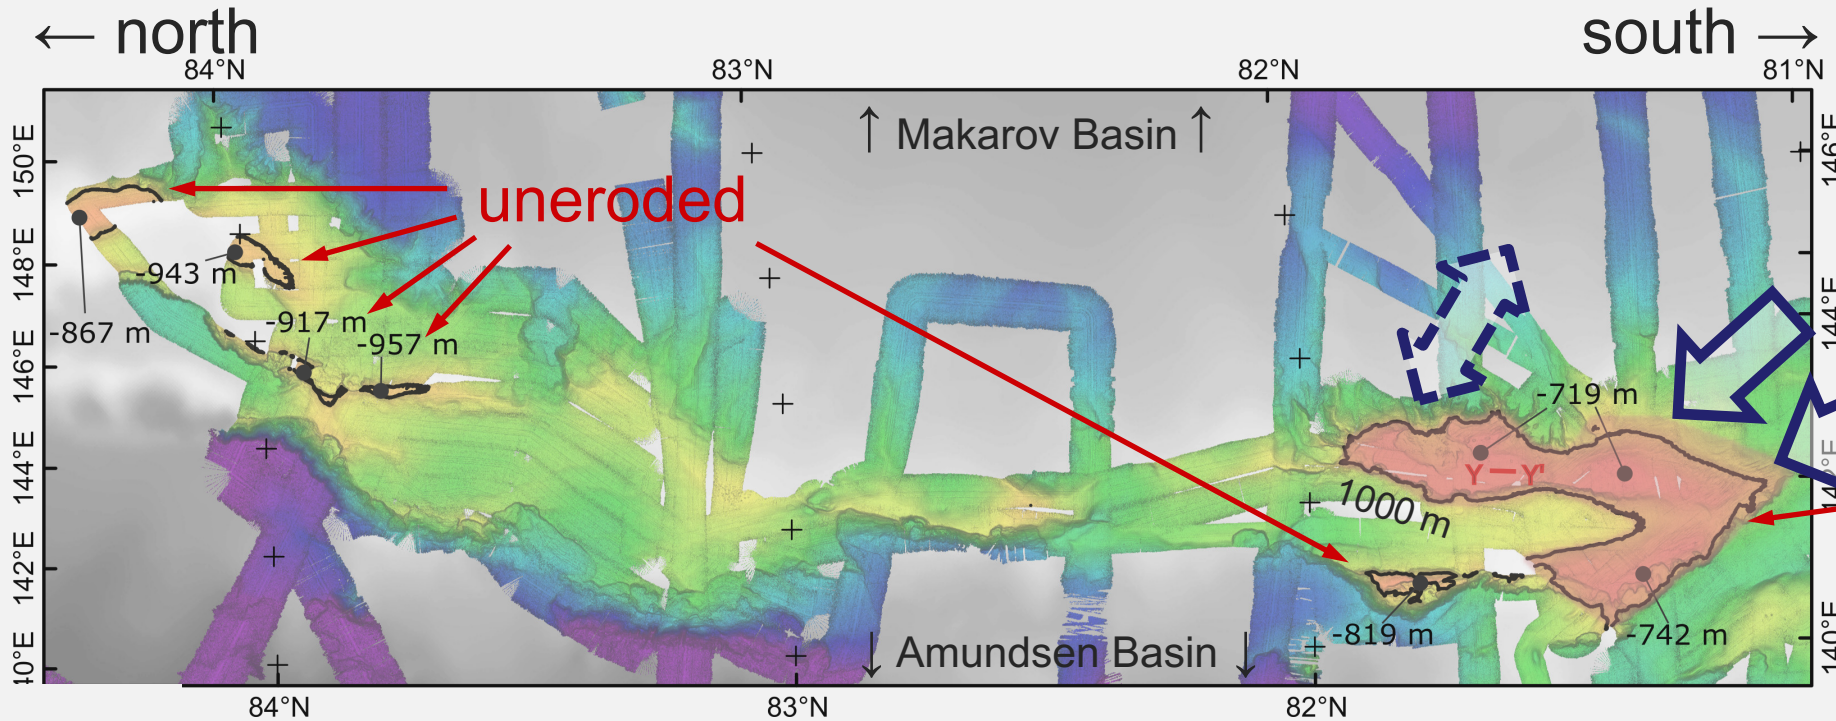 ← north
south →
84°N
83°N
82°N
81°N
↑ Makarov Basin ↑
150°E
148°E
146°E
144°E
142°E
146°E
144°E
140°E
uneroded
-943 m
-867 m
-917 m
-957 m
-719 m
Y — Y'
1000 m
-819 m
-742 m
↓ Amundsen Basin ↓
84°N
83°N
82°N